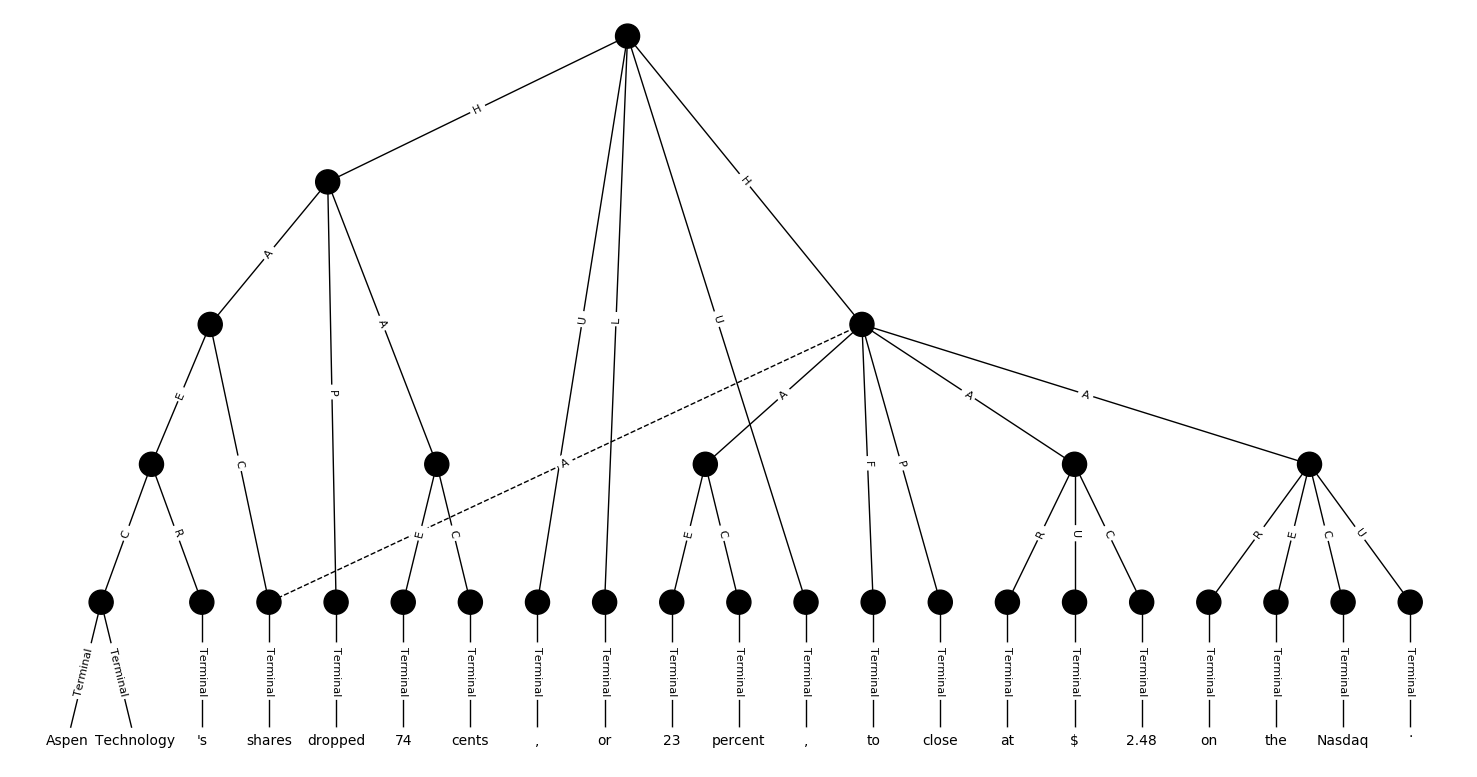 H
H
A
A
U
L
U
P
A
A
A
E
C
A
F
P
C
R
E
C
E
C
R
U
C
R
E
C
U
Terminal Terminal Terminal Terminal Terminal Terminal Terminal Terminal Terminal Terminal Terminal Terminal Terminal Terminal Terminal Terminal Terminal Terminal Terminal Terminal Terminal
Aspen Technology 's shares dropped 74 cents , or 23 percent , to close at $ 2.48 on the Nasdaq .